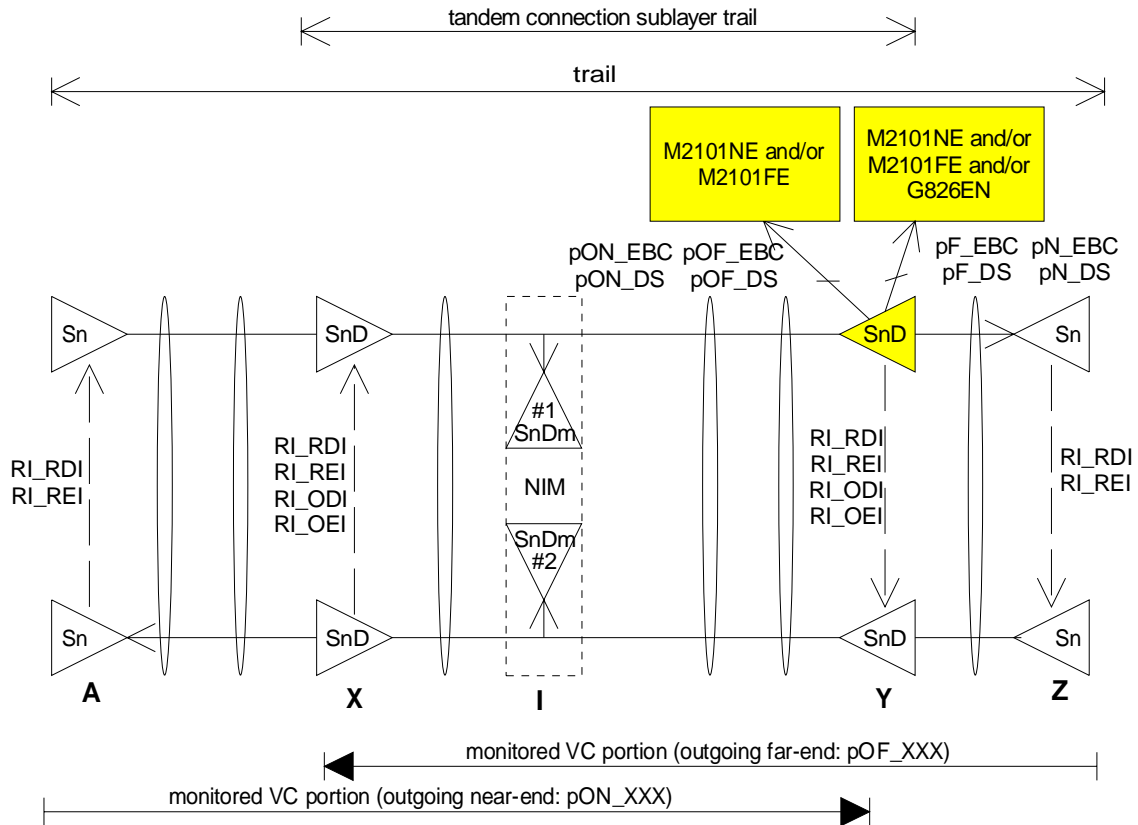 tandem connection sublayer trail
trail
M2101NE and/or
M2101FE
M2101NE and/or
M2101FE and/or
G826EN
pON_EBC
pON_DS
pOF_EBC
pOF_DS
pF_EBC
pF_DS
pN_EBC
pN_DS
Sn
SnD
SnD
Sn
#1
SnDm
NIM
SnDm
#2
RI_RDI
RI_REI
RI_RDI
RI_REI
RI_ODI
RI_OEI
RI_RDI
RI_REI
RI_ODI
RI_OEI
RI_RDI
RI_REI
Sn
SnD
SnD
Sn
A
X
I
Y
Z
monitored VC portion (outgoing far-end: pOF_XXX)
monitored VC portion (outgoing near-end: pON_XXX)